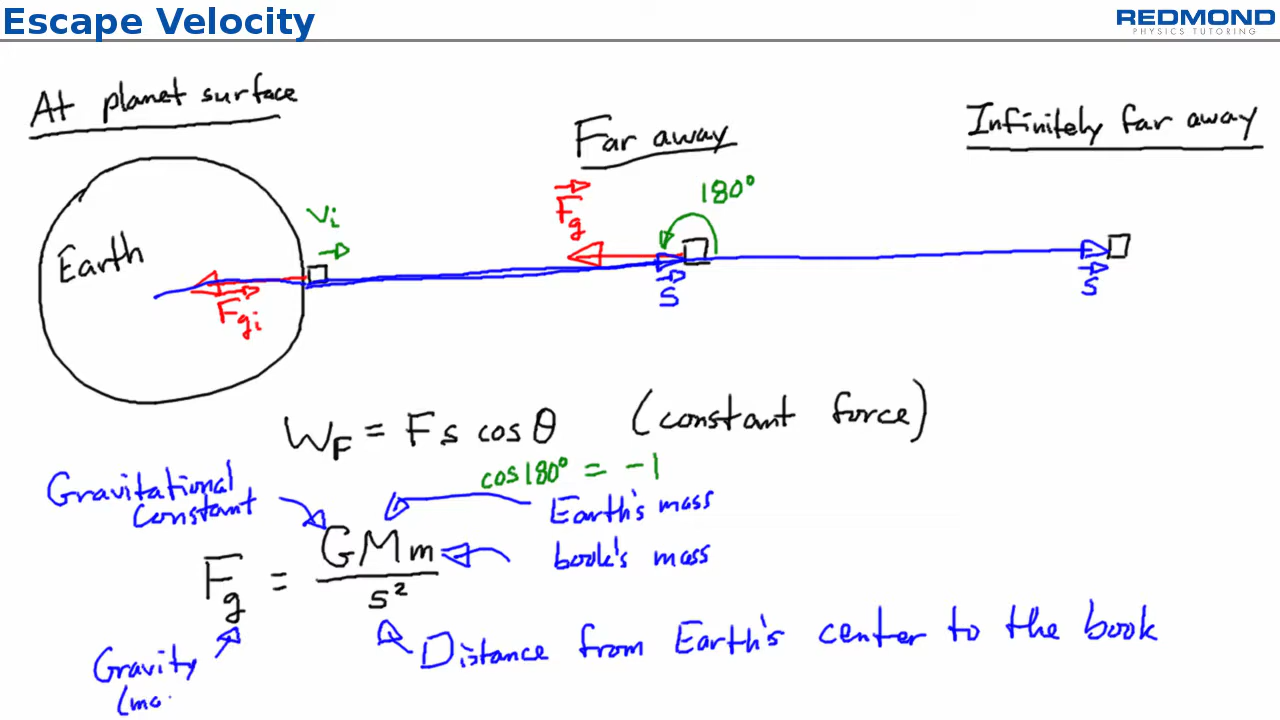 Escape Velocity
REDMOND
PHYSICS TUTORING
At planet surface
Far away
Infinitely far away
Earth
Vi
Fgi
Fg
180°
S
S
W_F = F s cos θ (constant force)
cos 180° = -1
Gravitational
constant
Earth's mass
book's mass
Fg = GMm / s²
Distance from Earth's center to the book
Gravity